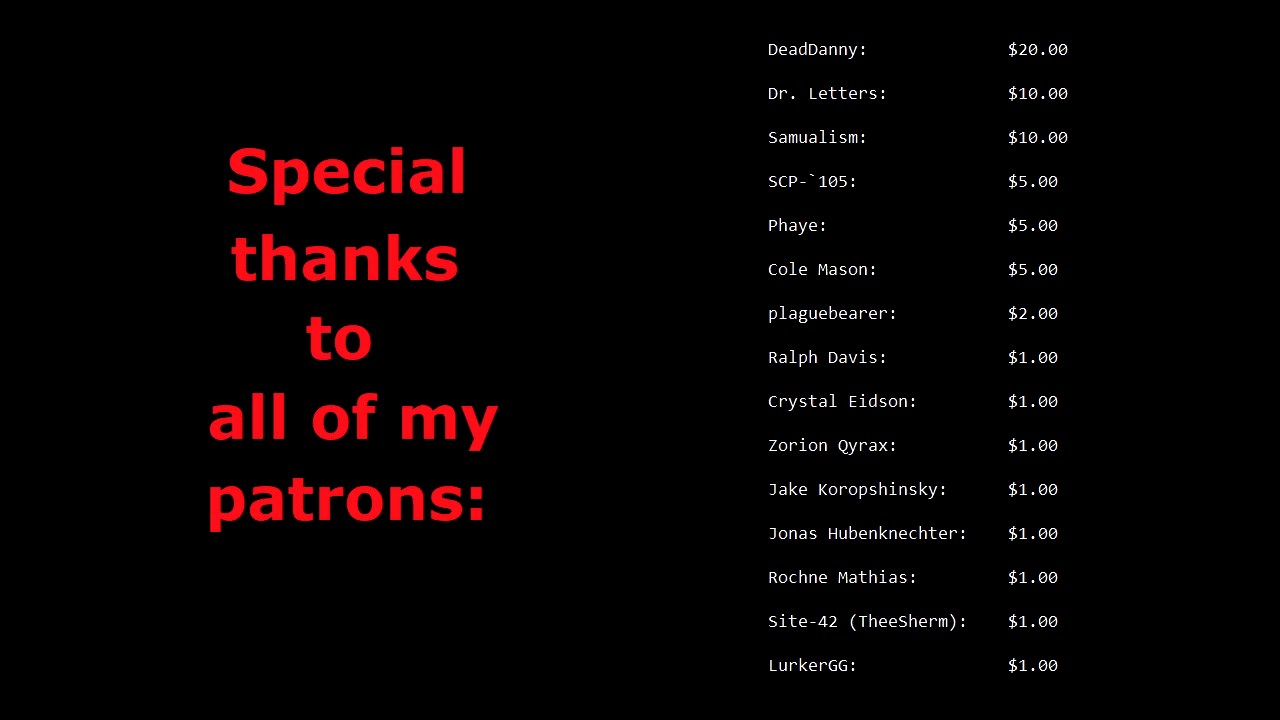 Special
thanks
to
all of my
patrons:
DeadDanny: $20.00
Dr. Letters: $10.00
Samualism: $10.00
SCP-`105: $5.00
Phaye: $5.00
Cole Mason: $5.00
plaguebearer: $2.00
Ralph Davis: $1.00
Crystal Eidson: $1.00
Zorion Qyrax: $1.00
Jake Koropshinsky: $1.00
Jonas Hubenknechter: $1.00
Rochne Mathias: $1.00
Site-42 (TheeSherm): $1.00
LurkerGG: $1.00